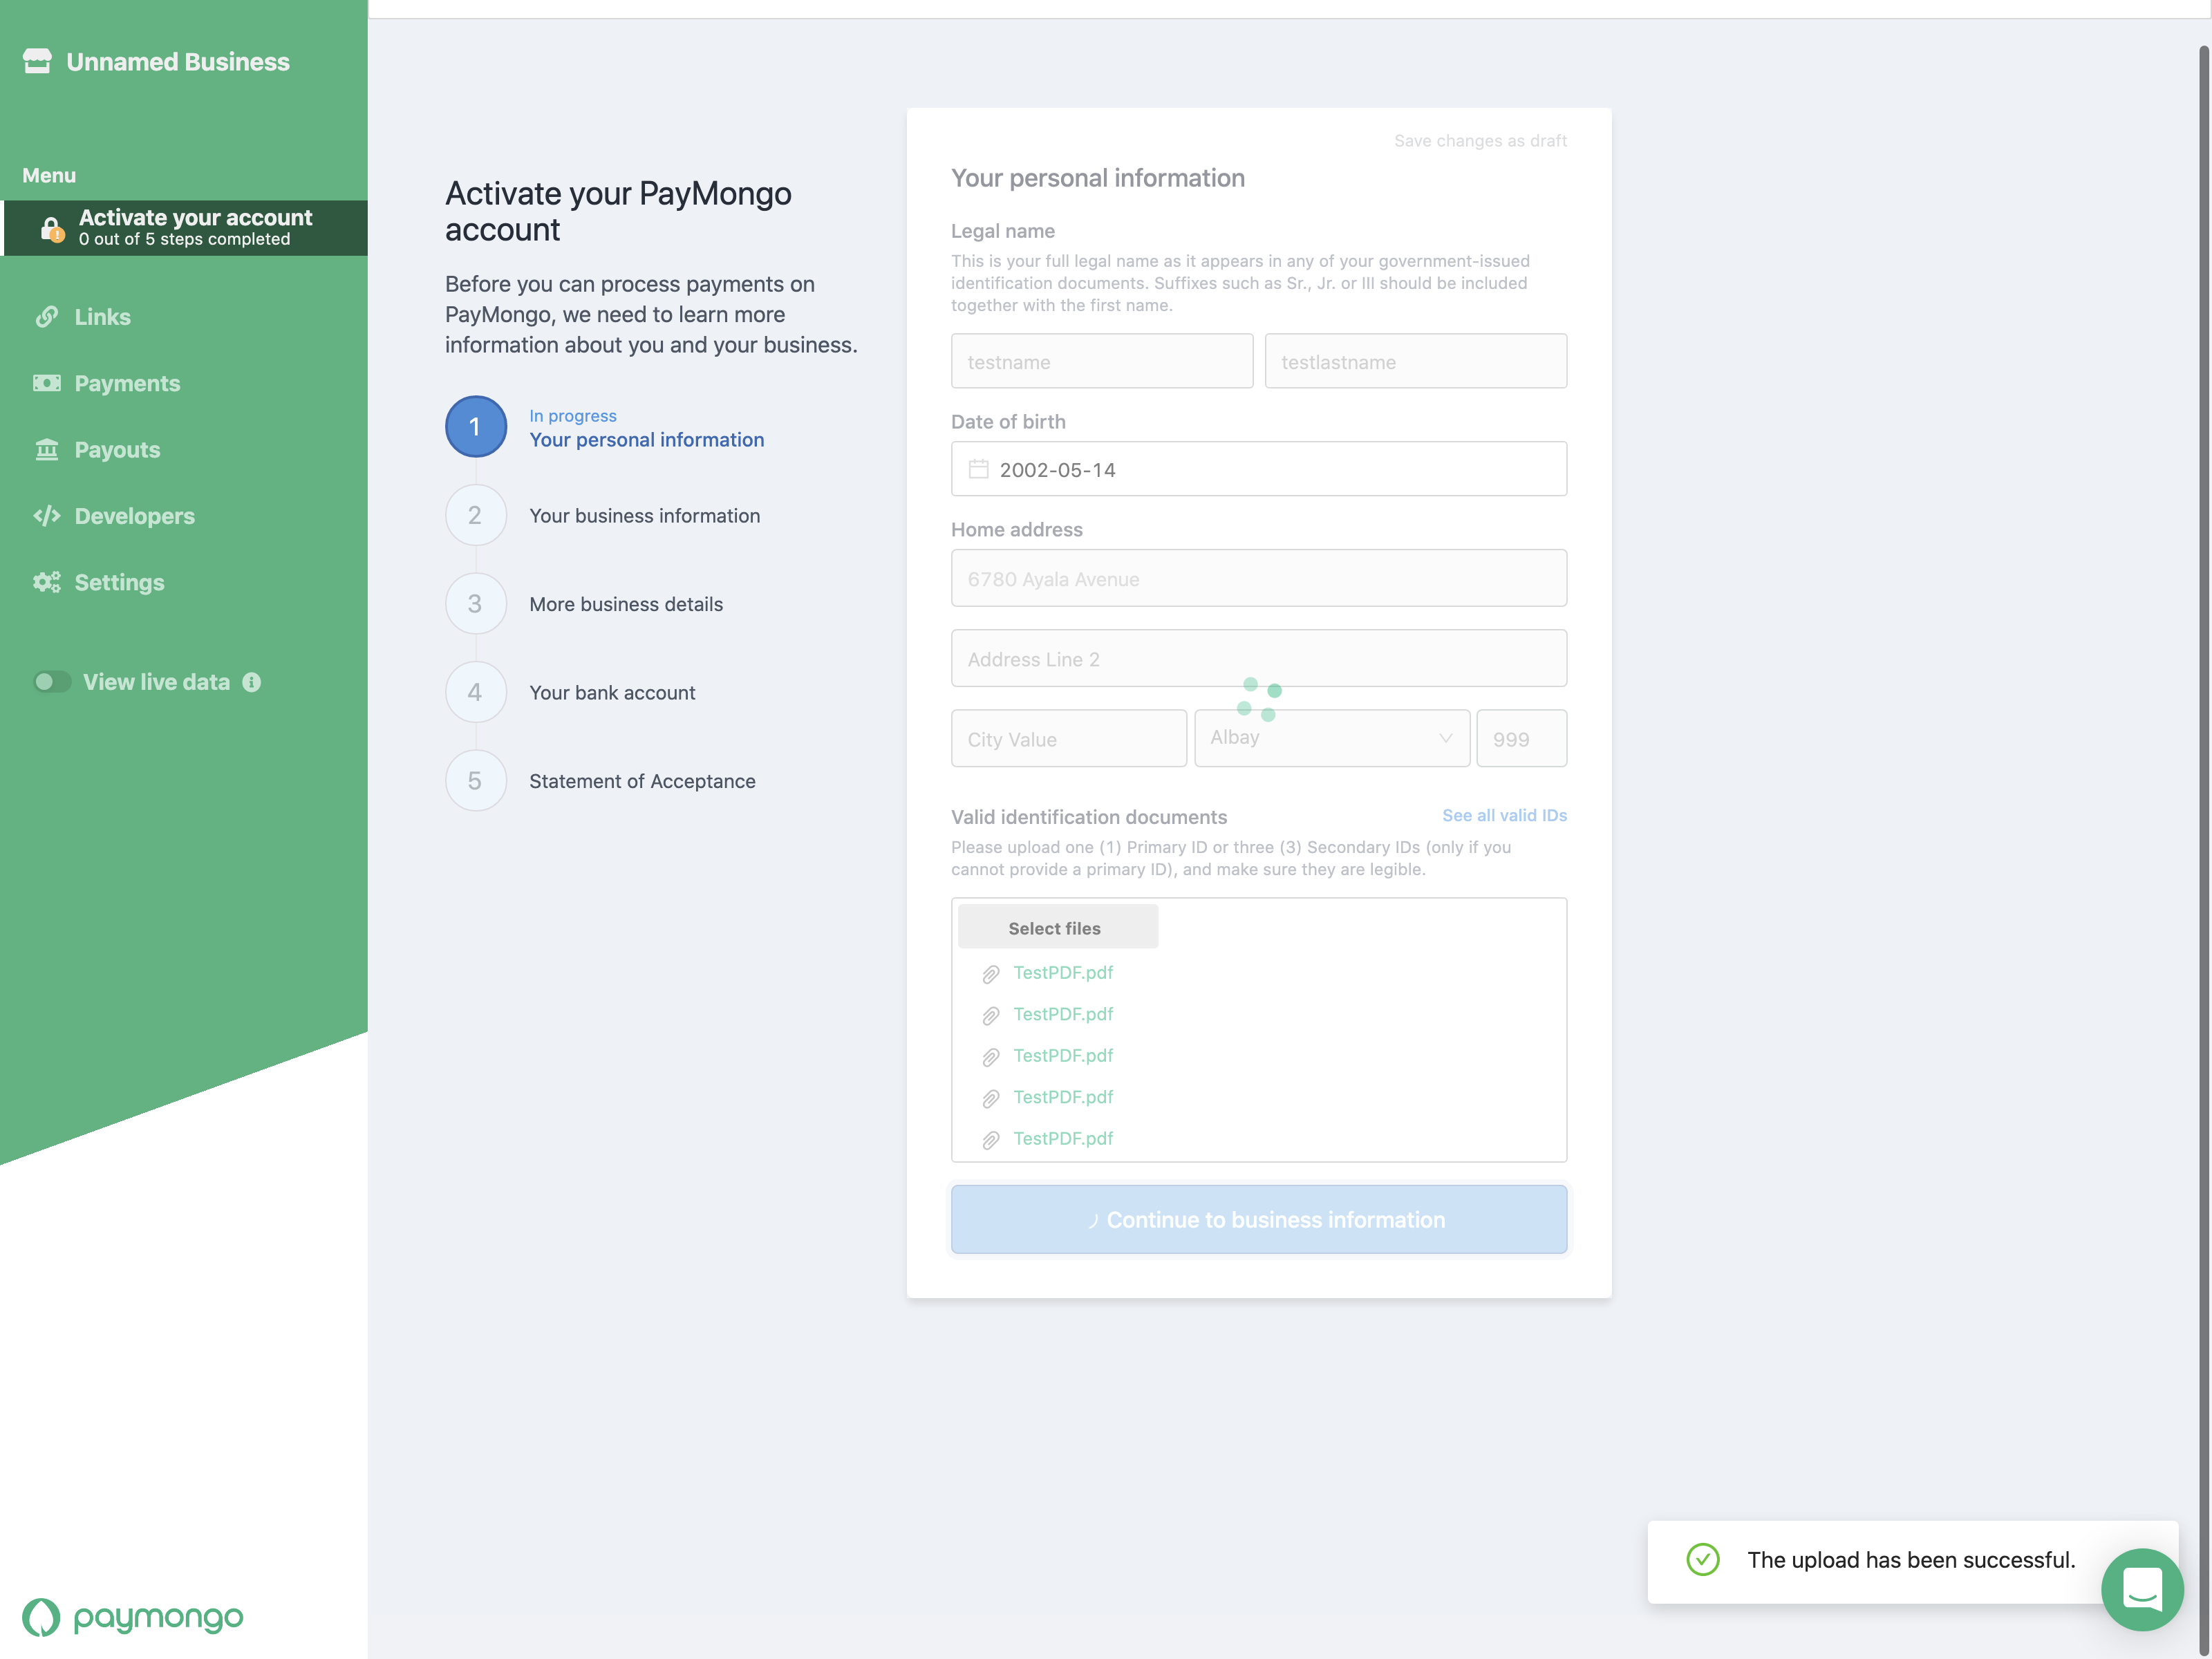 Unnamed Business
Menu
Activate your account
0 out of 5 steps completed
Links
Payments
Payouts
Developers
Settings
View live data
paymongo
Activate your PayMongo
account
Before you can process payments on
PayMongo, we need to learn more
information about you and your business.
1
In progress
Your personal information
2
Your business information
3
More business details
4
Your bank account
5
Statement of Acceptance
Save changes as draft
Your personal information
Legal name
This is your full legal name as it appears in any of your government-issued
identification documents. Suffixes such as Sr., Jr. or III should be included
together with the first name.
testname
testlastname
Date of birth
2002-05-14
Home address
6780 Ayala Avenue
Address Line 2
City Value
Albay
999
Valid identification documents
See all valid IDs
Please upload one (1) Primary ID or three (3) Secondary IDs (only if you
cannot provide a primary ID), and make sure they are legible.
Select files
TestPDF.pdf
TestPDF.pdf
TestPDF.pdf
TestPDF.pdf
TestPDF.pdf
Continue to business information
The upload has been successful.